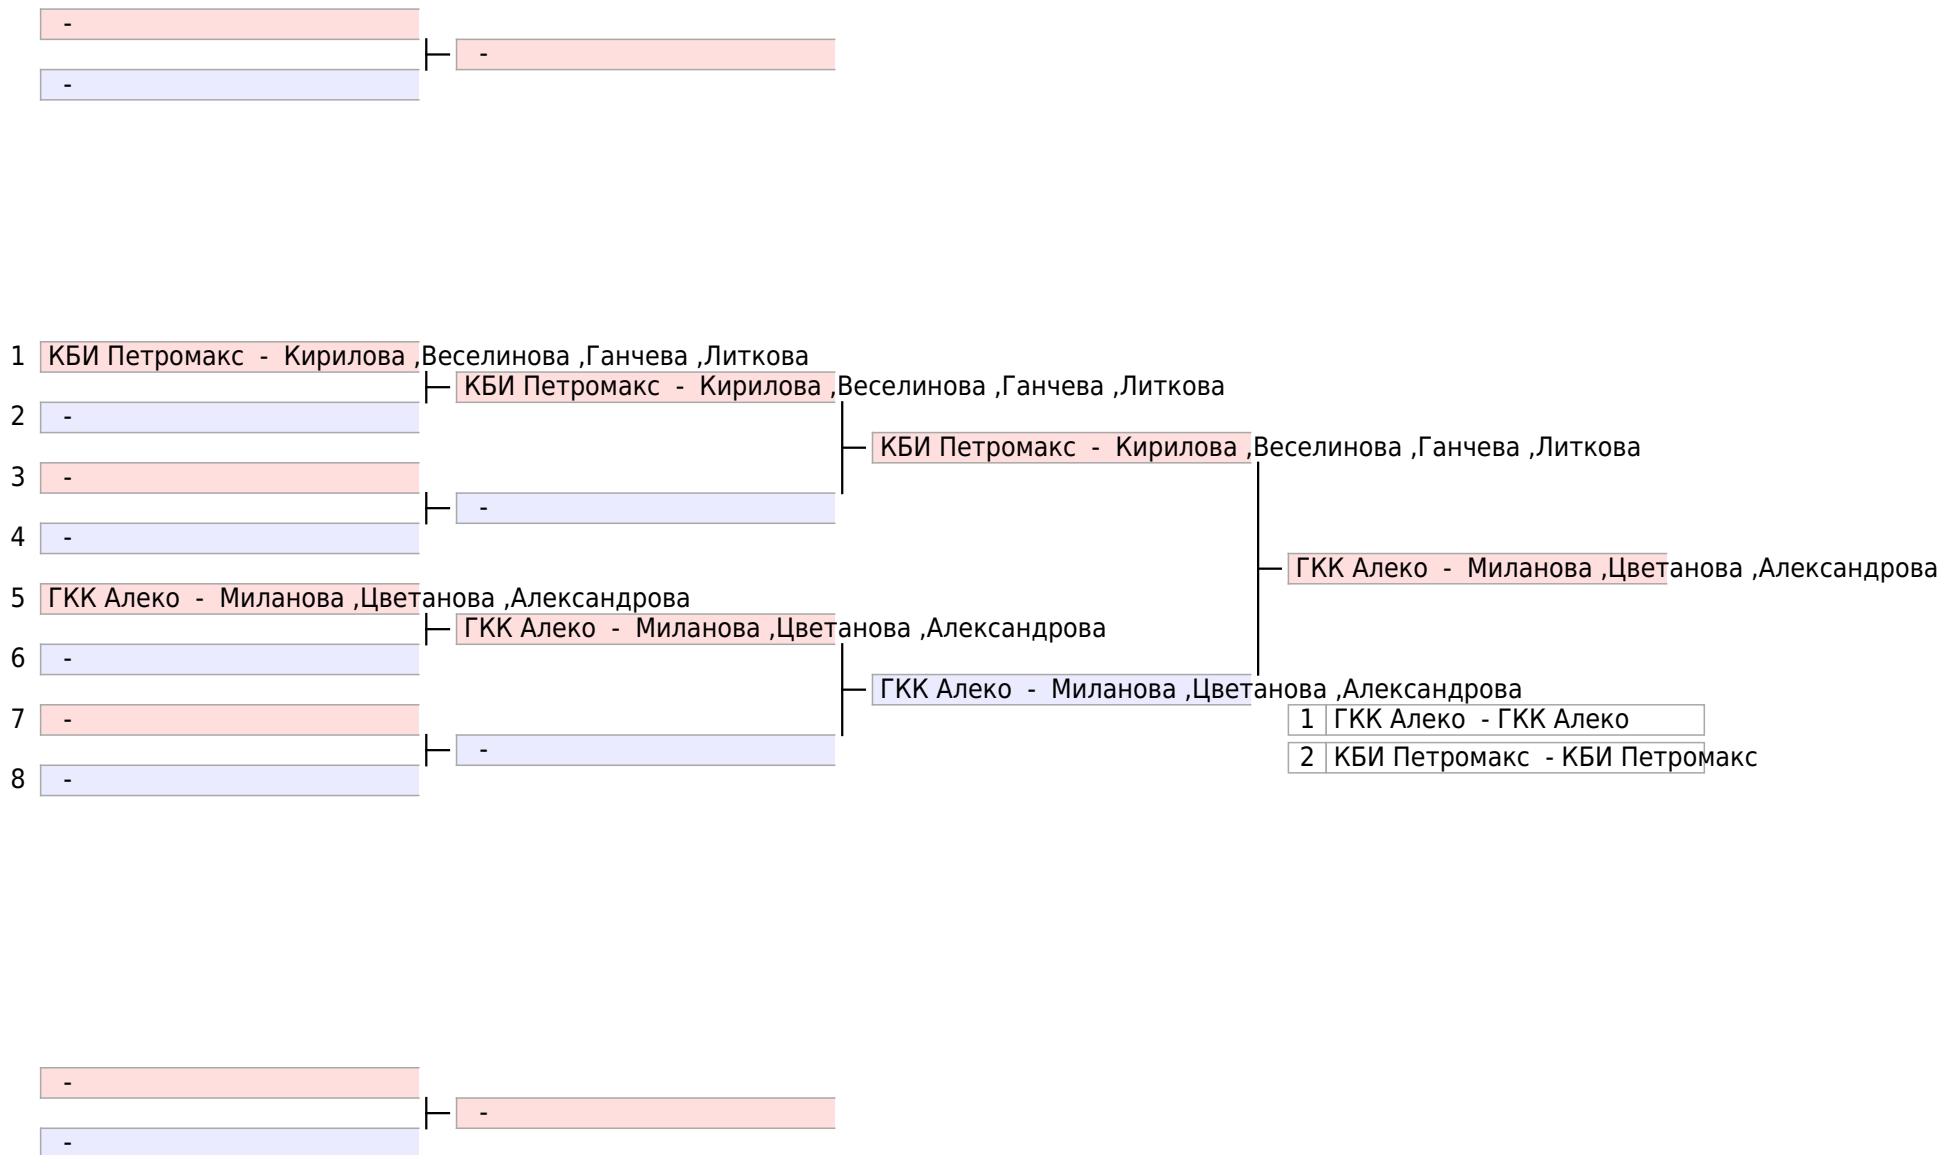 -
-
-
1 КБИ Петромакс - Кирилова ,Веселинова ,Ганчева ,Литкова
КБИ Петромакс - Кирилова ,Веселинова ,Ганчева ,Литкова
2 -
КБИ Петромакс - Кирилова ,Веселинова ,Ганчева ,Литкова
3 -
-
4 -
ГКК Алеко - Миланова ,Цветанова ,Александрова
5 ГКК Алеко - Миланова ,Цветанова ,Александрова
ГКК Алеко - Миланова ,Цветанова ,Александрова
6 -
ГКК Алеко - Миланова ,Цветанова ,Александрова
7 -
1 ГКК Алеко - ГКК Алеко
-
2 КБИ Петромакс - КБИ Петромакс
8 -
-
-
-